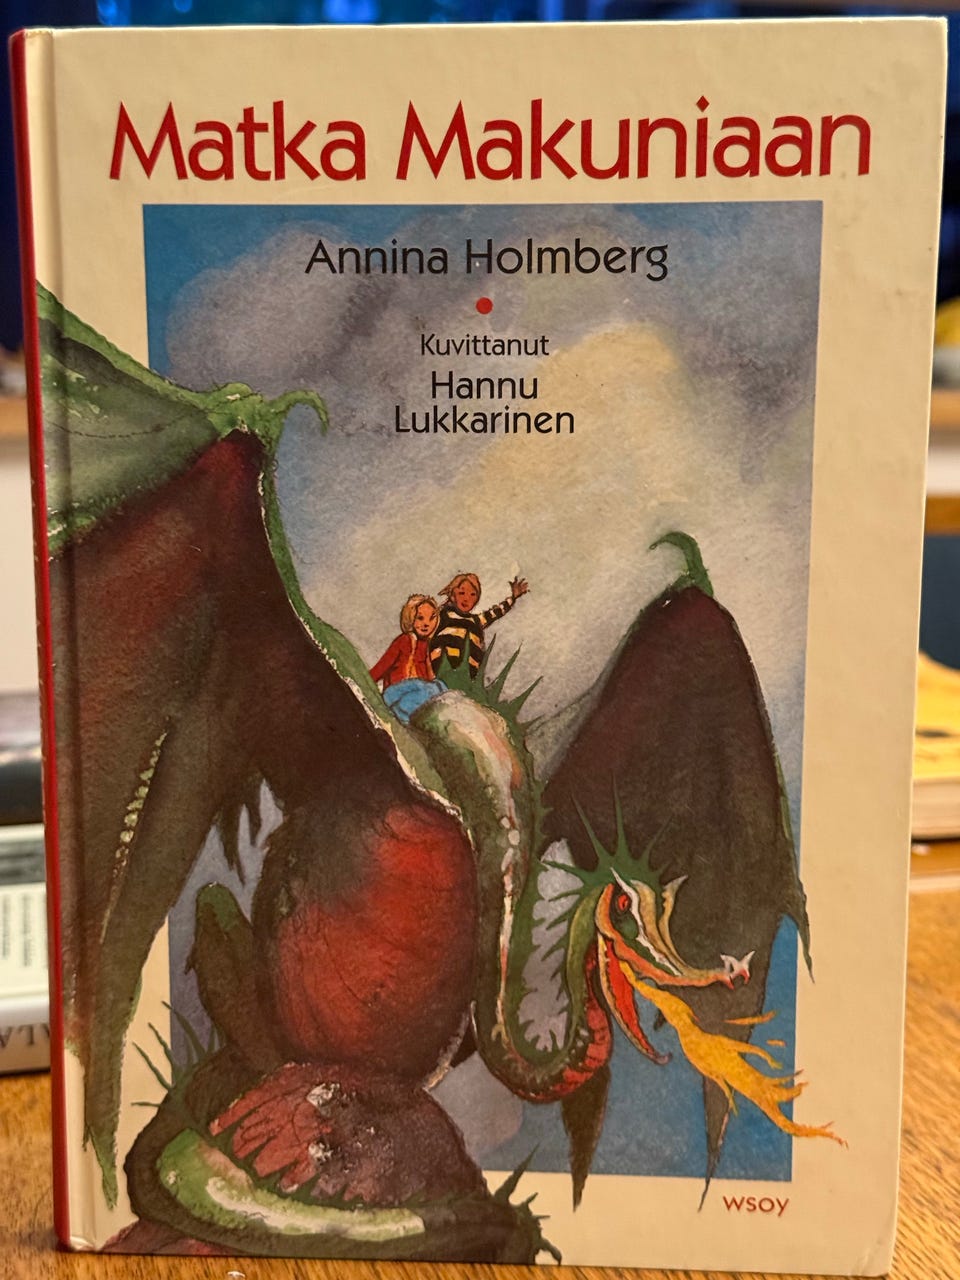 Matka Makuniaan
Annina Holmberg
Kuvittanut
Hannu
Lukkarinen
wsoy